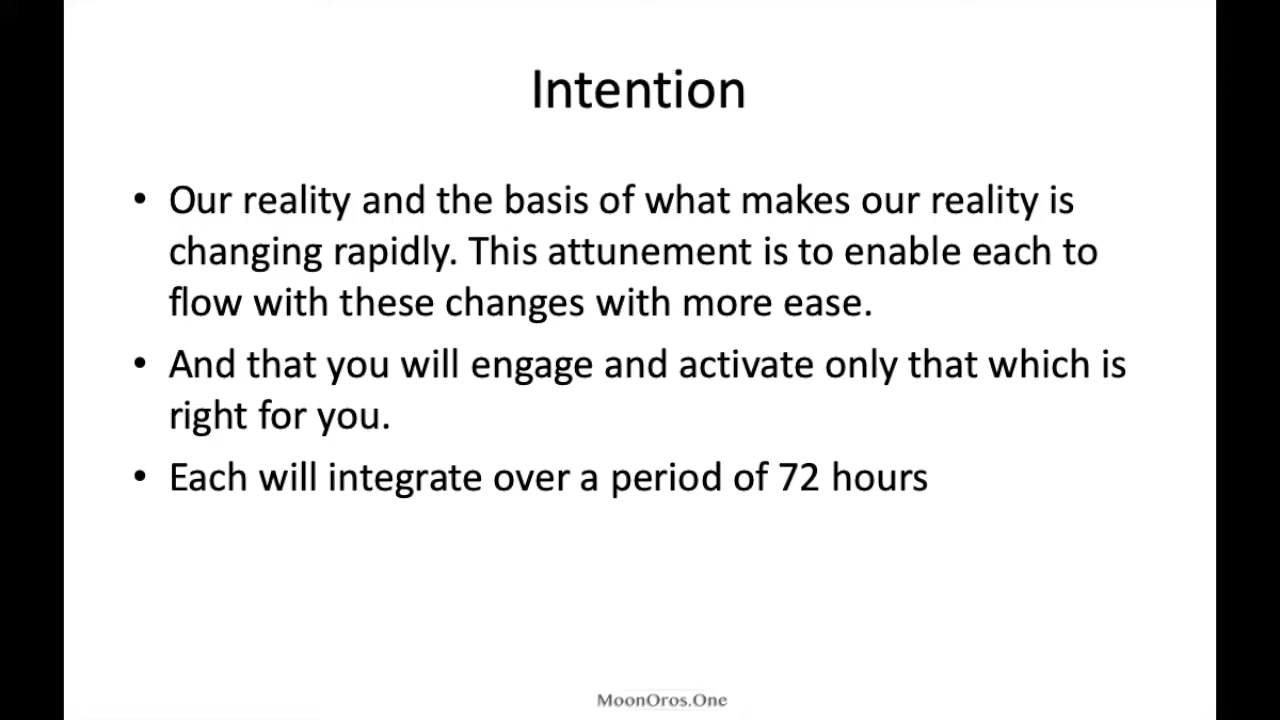 Intention
• Our reality and the basis of what makes our reality is
changing rapidly. This attunement is to enable each to
flow with these changes with more ease.
• And that you will engage and activate only that which is
right for you.
• Each will integrate over a period of 72 hours
MoonOros.One